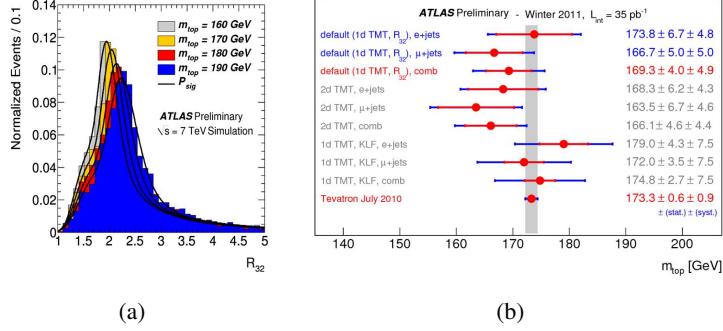 Normalized Events / 0.1
0.14
0.12
0.1
0.08
0.06
0.04
0.02
0
1
1.5
2
2.5
3
3.5
4
4.5
5
R32
m_top = 160 GeV
m_top = 170 GeV
m_top = 180 GeV
m_top = 190 GeV
P_sig
ATLAS Preliminary
√s = 7 TeV Simulation
(a)
ATLAS Preliminary - Winter 2011, L_int = 35 pb⁻¹
default (1d TMT, R32), e+jets 173.8 ± 6.7 ± 4.8
default (1d TMT, R32), μ+jets 166.7 ± 5.0 ± 5.0
default (1d TMT, R32), comb 169.3 ± 4.0 ± 4.9
2d TMT, e+jets 168.3 ± 6.2 ± 4.3
2d TMT, μ+jets 163.5 ± 6.7 ± 4.6
2d TMT, comb 166.1 ± 4.6 ± 4.4
1d TMT, KLF, e+jets 179.0 ± 4.3 ± 7.5
1d TMT, KLF, μ+jets 172.0 ± 3.5 ± 7.5
1d TMT, KLF, comb 174.8 ± 2.7 ± 7.5
Tevatron July 2010 173.3 ± 0.6 ± 0.9
± (stat.) ± (syst.)
140 150 160 170 180 190 200
m_top [GeV]
(b)